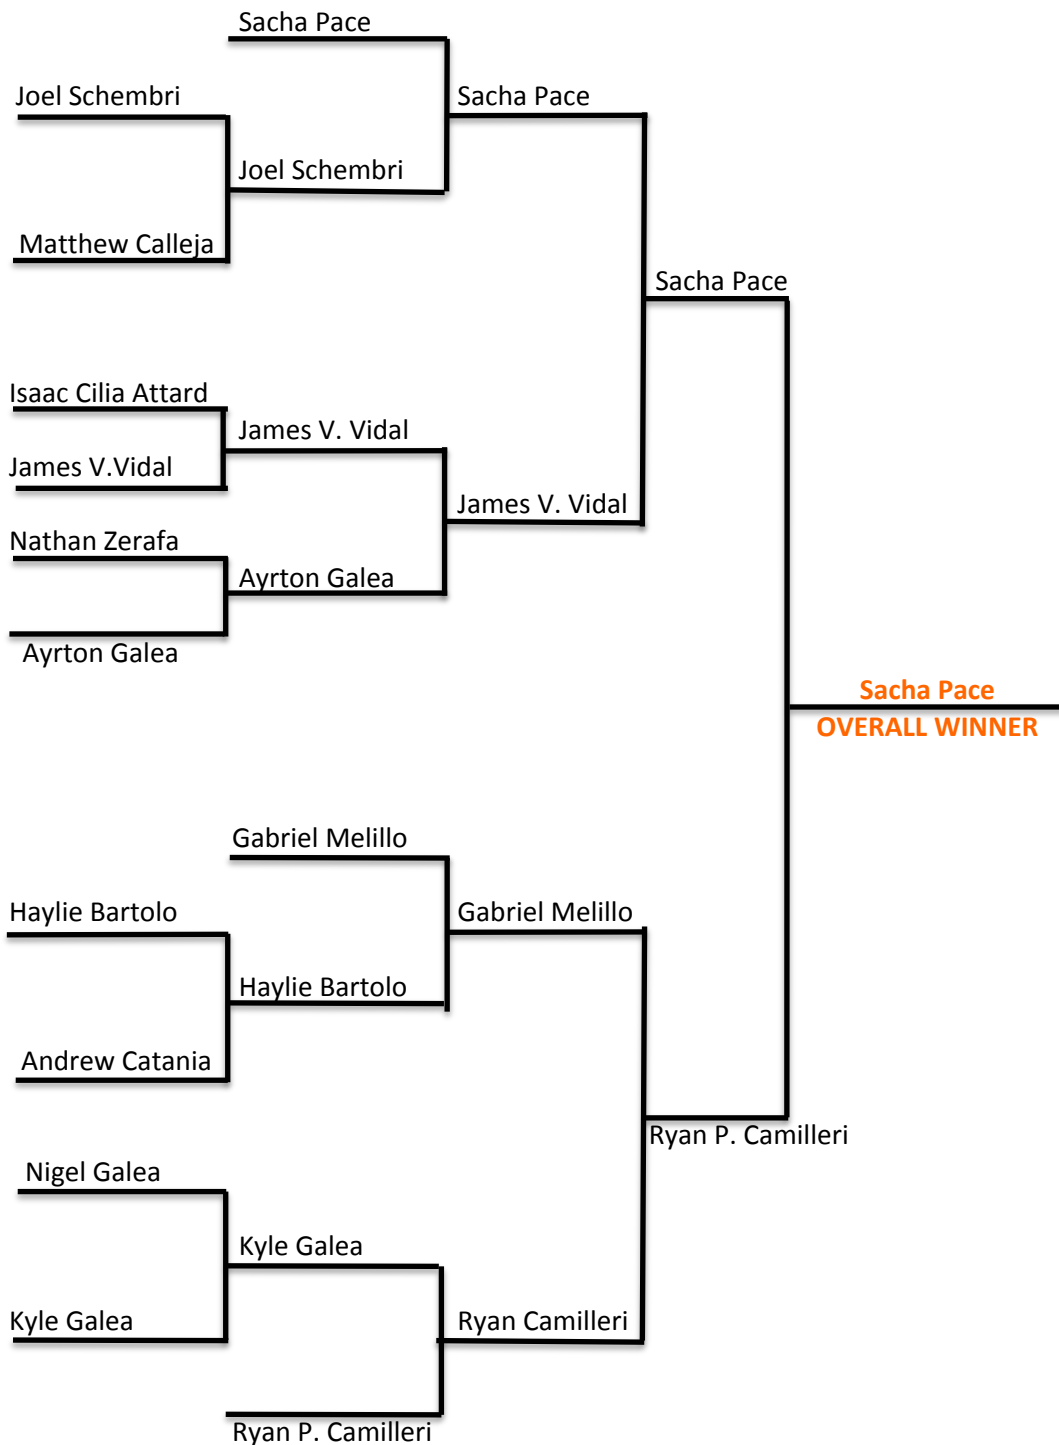 Sacha Pace
Joel Schembri
Sacha Pace
Joel Schembri
Matthew Calleja
Sacha Pace
Isaac Cilia Attard
James V. Vidal
James V.Vidal
James V. Vidal
Nathan Zerafa
Ayrton Galea
Ayrton Galea
Sacha Pace
OVERALL WINNER
Gabriel Melillo
Haylie Bartolo
Gabriel Melillo
Haylie Bartolo
Andrew Catania
Ryan P. Camilleri
Nigel Galea
Kyle Galea
Kyle Galea
Ryan Camilleri
Ryan P. Camilleri